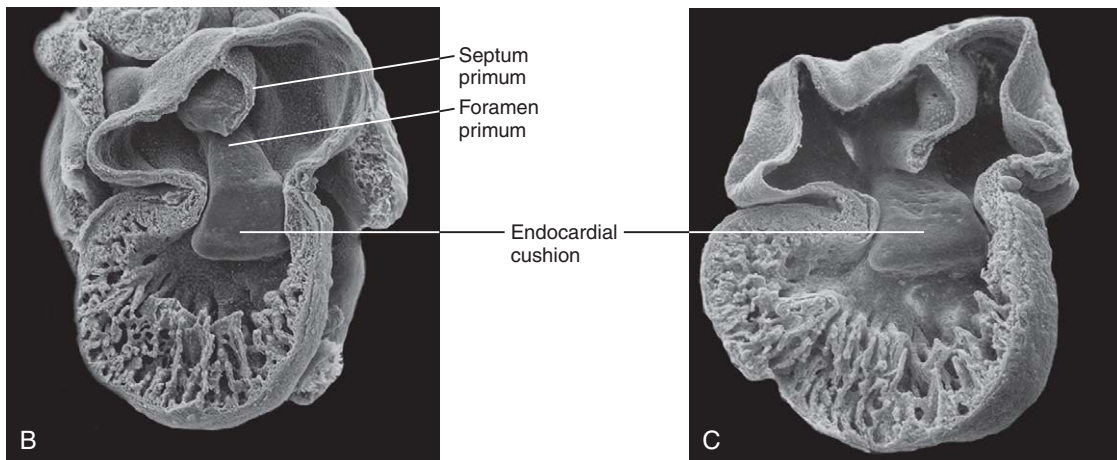 Septum
primum
Foramen
primum
Endocardial
cushion
B
C